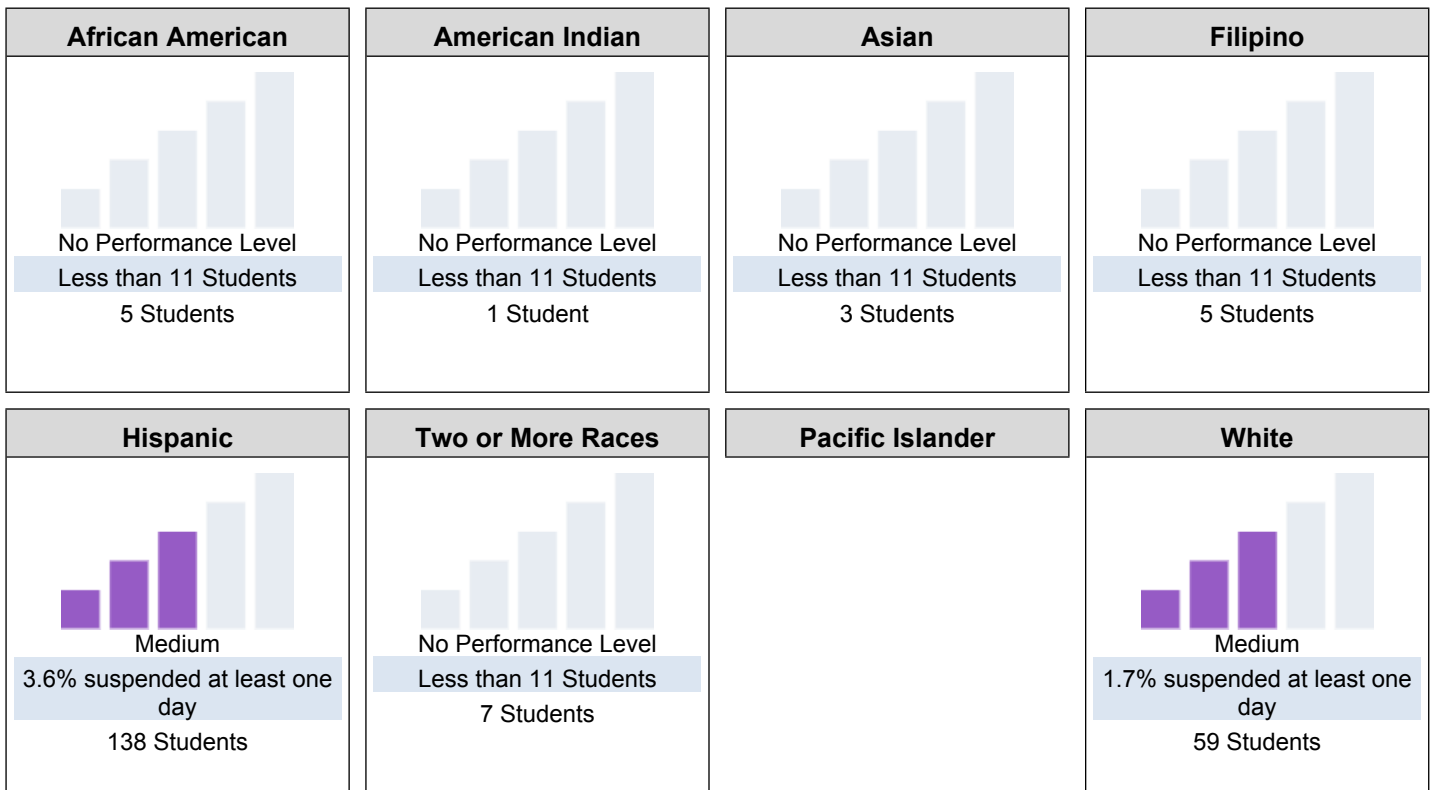 African American
No Performance Level
Less than 11 Students
5 Students
American Indian
No Performance Level
Less than 11 Students
1 Student
Asian
No Performance Level
Less than 11 Students
3 Students
Filipino
No Performance Level
Less than 11 Students
5 Students
Hispanic
Medium
3.6% suspended at least one
day
138 Students
Two or More Races
No Performance Level
Less than 11 Students
7 Students
Pacific Islander
White
Medium
1.7% suspended at least one
day
59 Students